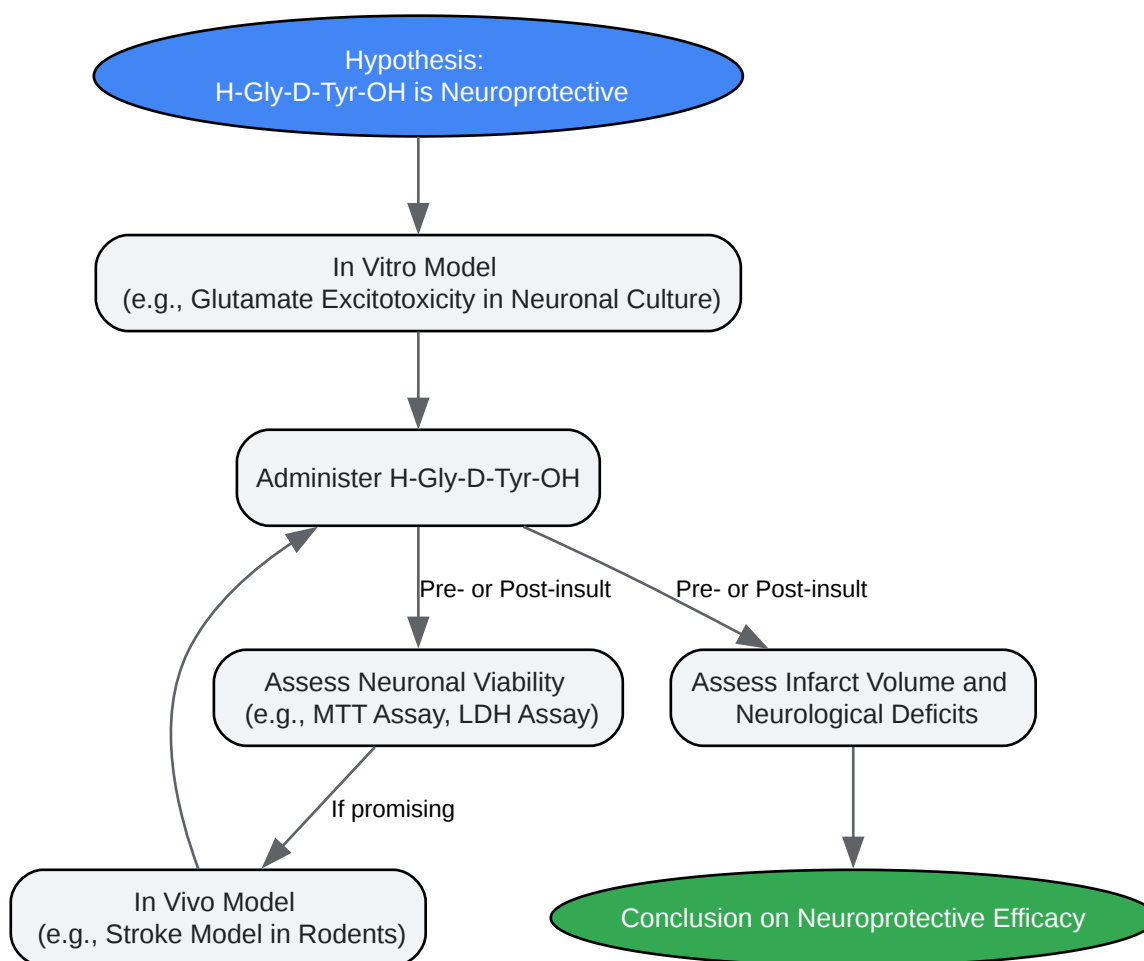 Hypothesis:
H-Gly-D-Tyr-OH is Neuroprotective
In Vitro Model
(e.g., Glutamate Excitotoxicity in Neuronal Culture)
Administer H-Gly-D-Tyr-OH
Pre- or Post-insult
Pre- or Post-insult
Assess Neuronal Viability
(e.g., MTT Assay, LDH Assay)
Assess Infarct Volume and
Neurological Deficits
If promising
In Vivo Model
(e.g., Stroke Model in Rodents)
Conclusion on Neuroprotective Efficacy